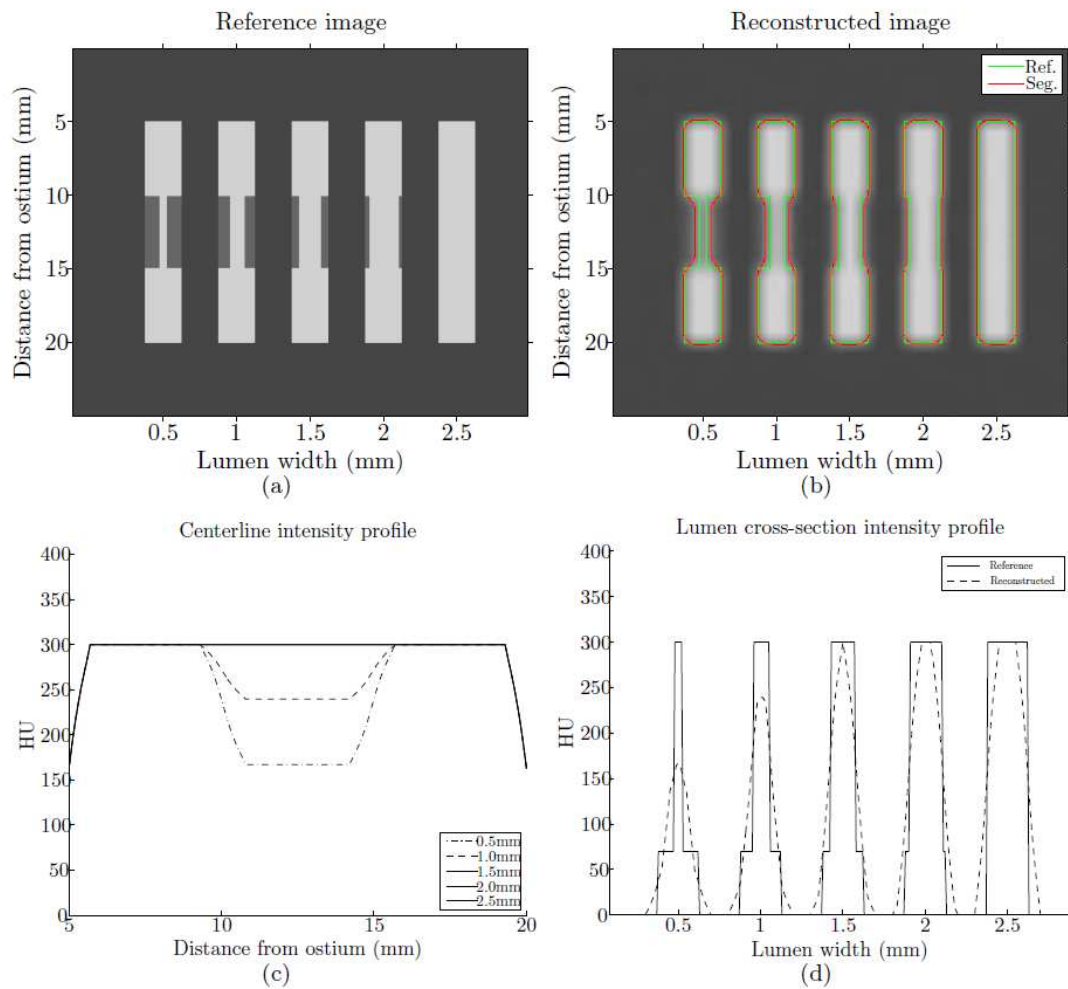 Reference image
Distance from ostium (mm)
5
10
15
20
0.5 1 1.5 2 2.5
Lumen width (mm)
(a)
Reconstructed image
Ref.
Seg.
Distance from ostium (mm)
5
10
15
20
0.5 1 1.5 2 2.5
Lumen width (mm)
(b)
Centerline intensity profile
HU
400
350
300
250
200
150
100
50
0
5 10 15 20
0.5mm
1.0mm
1.5mm
2.0mm
2.5mm
Distance from ostium (mm)
(c)
Lumen cross-section intensity profile
Reference
Reconstructed
HU
400
350
300
250
200
150
100
50
0
0.5 1 1.5 2 2.5
Lumen width (mm)
(d)